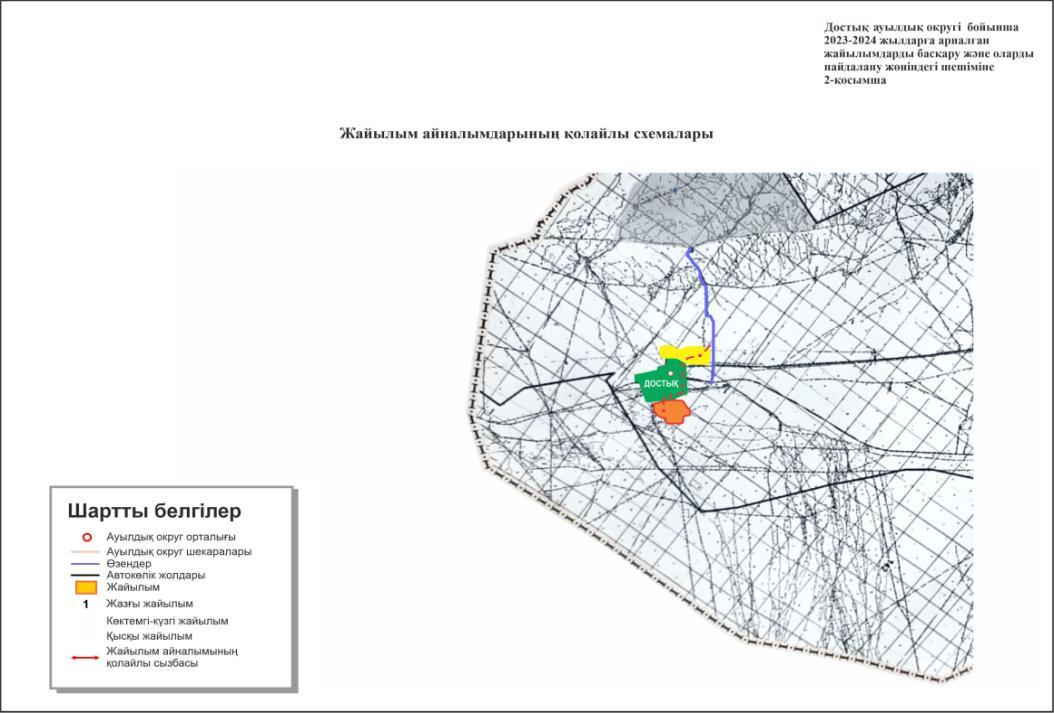 Достық ауылдық округі бойынша
2023-2024 жылдарға арналған
жайылымдарды басқару және оларды
пайдалану жөніндегі шешіміне
2-қосымша
Жайылым айналымдарының қолайлы схемалары
ДОСТЫҚ
Шартты белгілер
Ауылдық округ орталығы
Ауылдық округ шекаралары
Өзендер
Автокөлік жолдары
Жайылым
1 Жазғы жайылым
Көктемгі-күзгі жайылым
Қысқы жайылым
Жайылым айналымының
қолайлы сызбасы